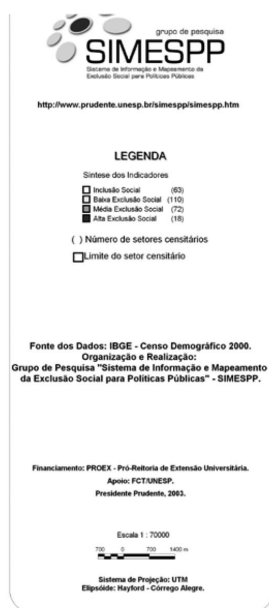 grupo de pesquisa
SIMESPP
Sistema de Informação e Mapeamento da
Exclusão Social para Políticas Públicas
http://www.prudente.unesp.br/simespp/simespp.htm
LEGENDA
Síntese dos Indicadores
Inclusão Social (63)
Baixa Exclusão Social (110)
Média Exclusão Social (72)
Alta Exclusão Social (18)
( ) Número de setores censitários
Limite do setor censitário
Fonte dos Dados: IBGE - Censo Demográfico 2000.
Organização e Realização:
Grupo de Pesquisa "Sistema de Informação e Mapeamento
da Exclusão Social para Políticas Públicas" - SIMESPP.
Financiamento: PROEX - Pró-Reitoria de Extensão Universitária.
Apoio: FCT/UNESP.
Presidente Prudente, 2003.
Escala 1 : 70000
700 0 700 1400 m
Sistema de Projeção: UTM
Elipsóide: Hayford - Córrego Alegre.